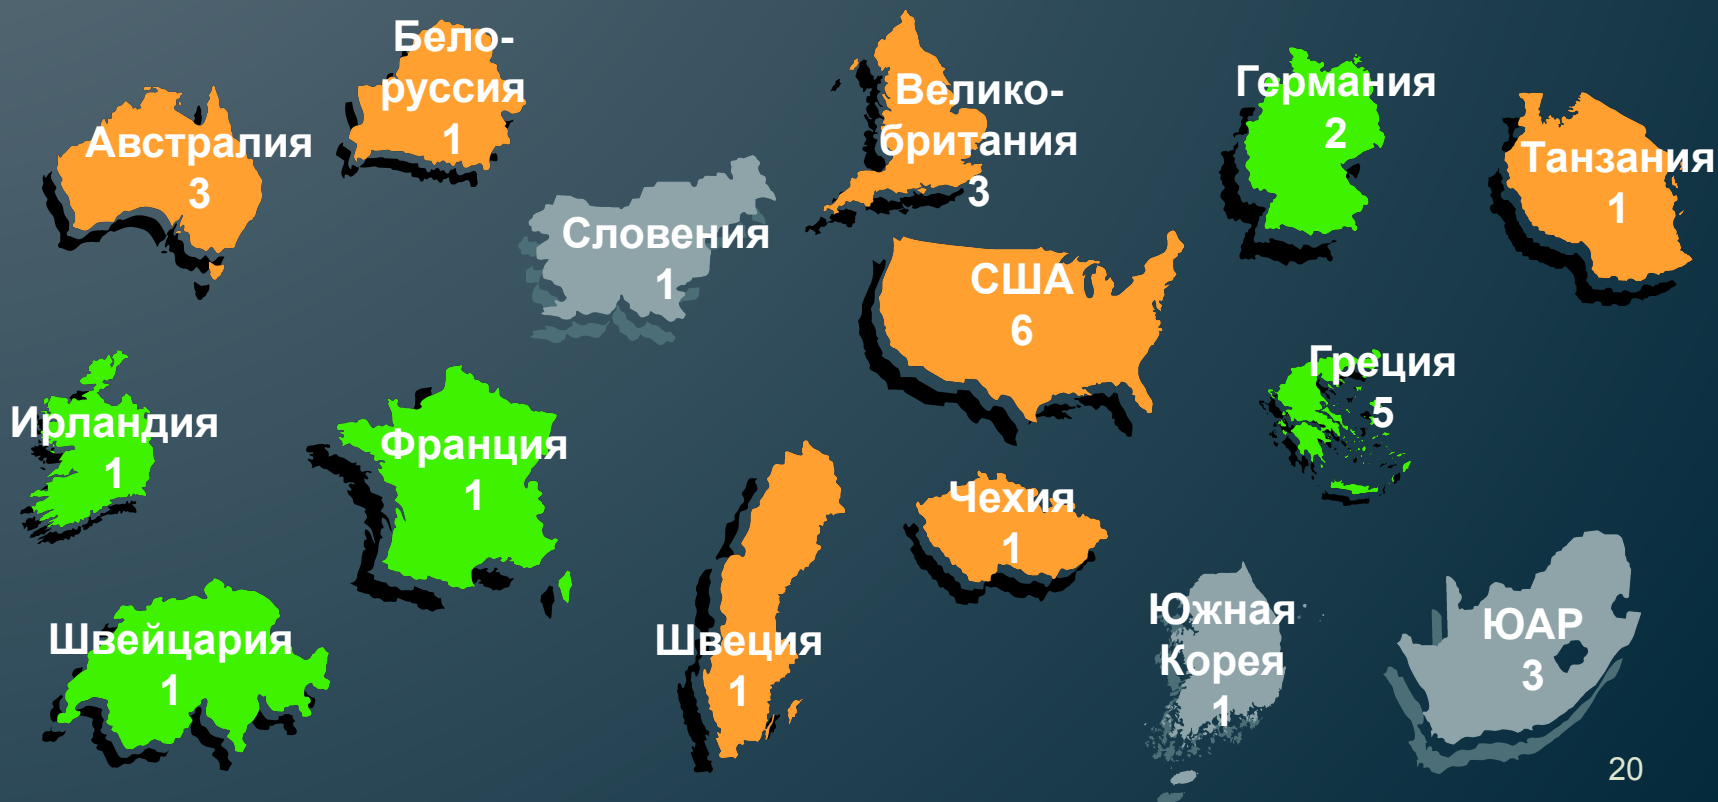 Бело-
руссия
1
Австралия
3
Велико-
британия
3
Германия
2
Танзания
1
Словения
1
США
6
Греция
5
Ирландия
1
Франция
1
Чехия
1
Швейцария
1
Швеция
1
Южная
Корея
1
ЮАР
3
20